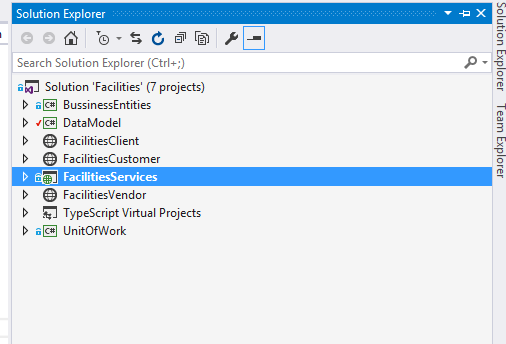 Solution Explorer
Search Solution Explorer (Ctrl+;)
Solution 'Facilities' (7 projects)
C# BussinessEntities
C# DataModel
FacilitiesClient
FacilitiesCustomer
FacilitiesServices
FacilitiesVendor
TypeScript Virtual Projects
C# UnitOfWork
Solution Explorer
Team Explorer